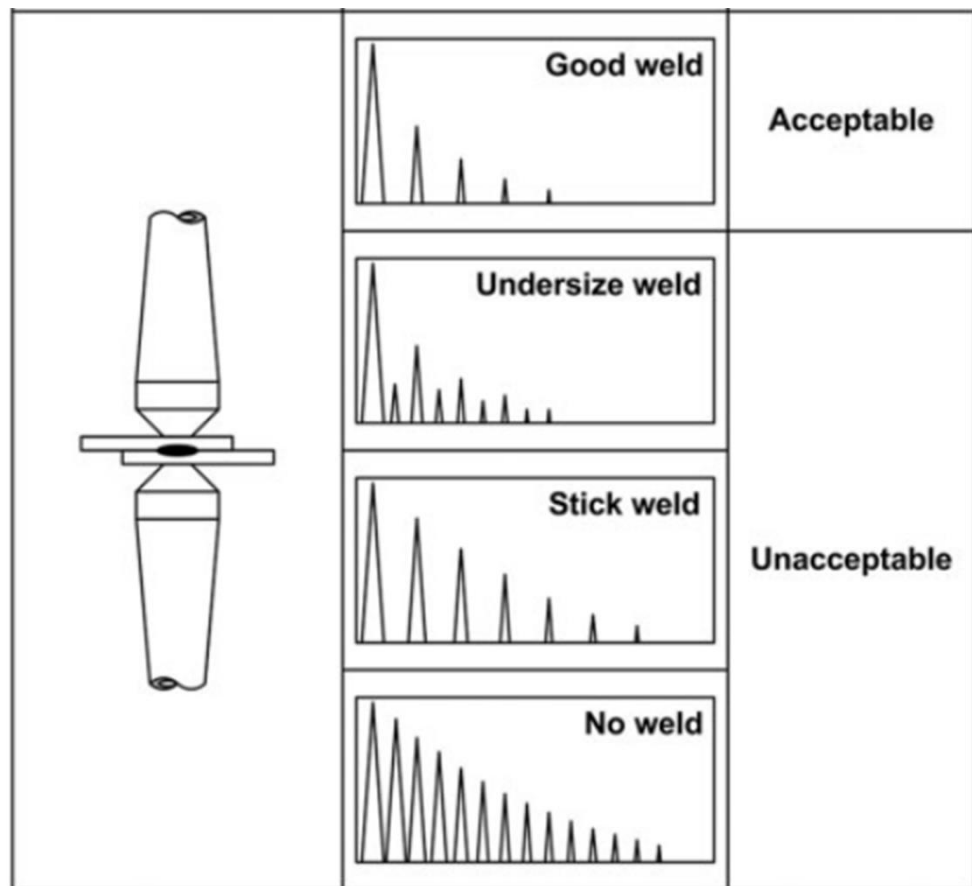 Good weld
Acceptable
Undersize weld
Stick weld
Unacceptable
No weld